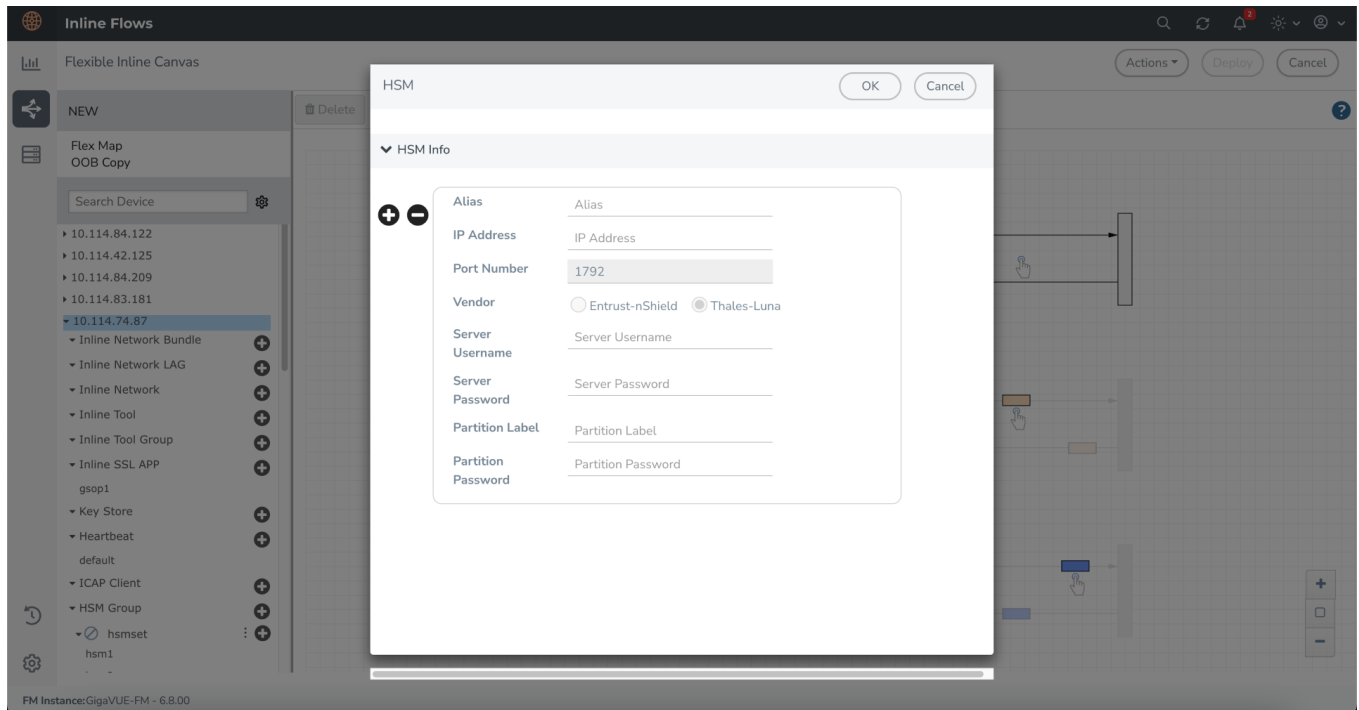 Inline Flows
2
Flexible Inline Canvas
Actions
Deploy
Cancel
NEW
Delete
Flex Map
OOB Copy
Search Device
10.114.84.122
10.114.42.125
10.114.84.209
10.114.83.181
10.114.74.87
Inline Network Bundle
Inline Network LAG
Inline Network
Inline Tool
Inline Tool Group
Inline SSL APP
gsop1
Key Store
Heartbeat
default
ICAP Client
HSM Group
hsmset
hsm1
HSM
OK
Cancel
HSM Info
Alias
Alias
IP Address
IP Address
Port Number
1792
Vendor
Entrust-nShield
Thales-Luna
Server
Username
Server Username
Server
Password
Server Password
Partition Label
Partition Label
Partition
Password
Partition Password
FM Instance:GigaVUE-FM - 6.8.00